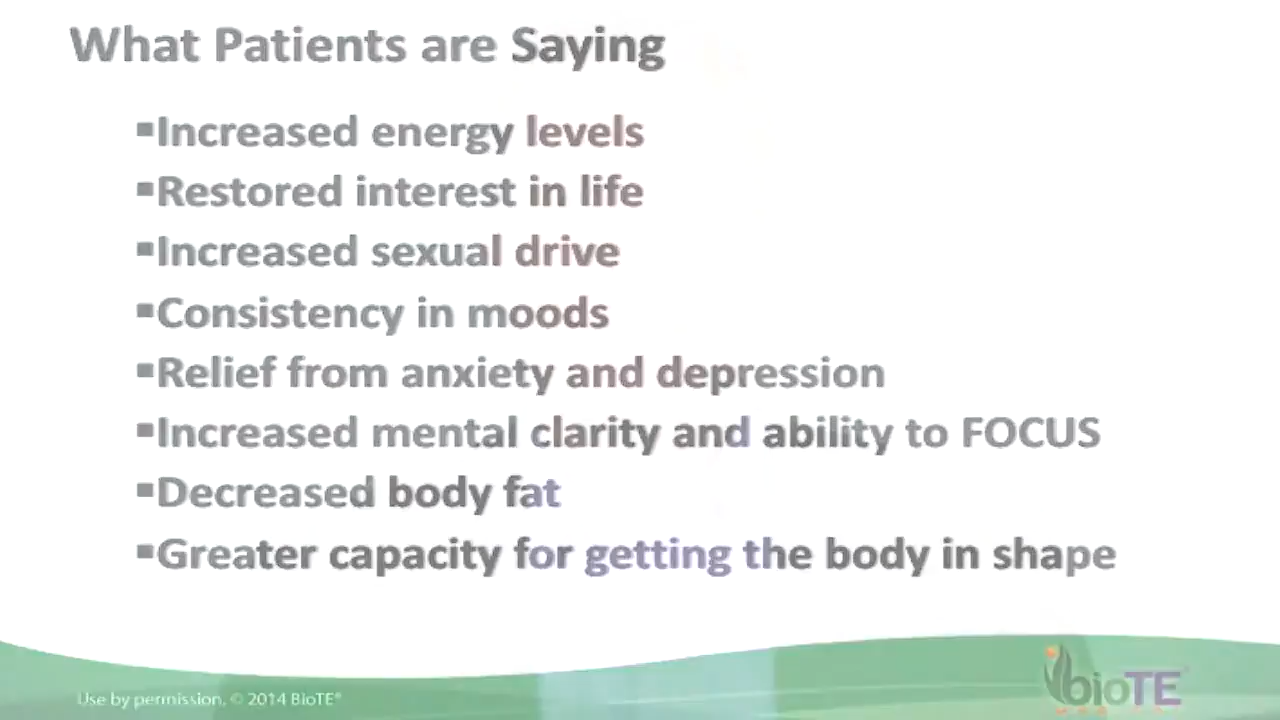 What Patients are Saying
▪Increased energy levels
▪Restored interest in life
▪Increased sexual drive
▪Consistency in moods
▪Relief from anxiety and depression
▪Increased mental clarity and ability to FOCUS
▪Decreased body fat
▪Greater capacity for getting the body in shape
Use by permission, © 2014 BioTE®
bioTE®